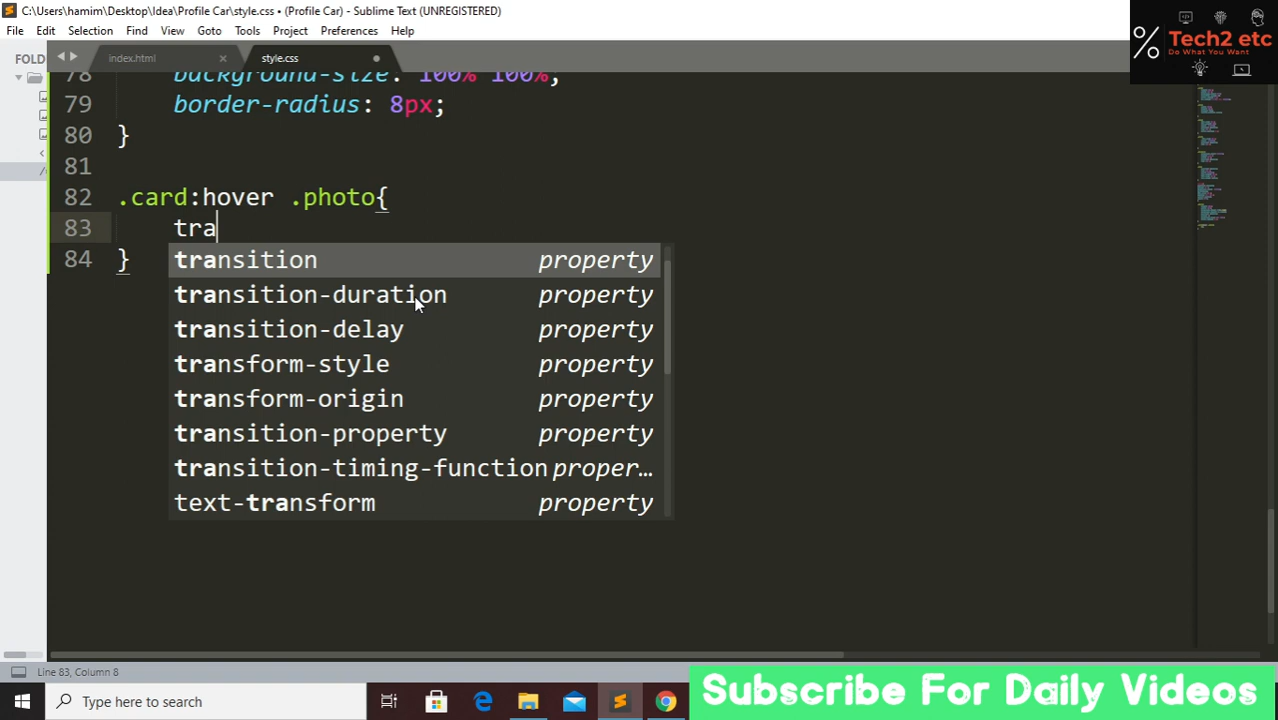 C:\Users\hamim\Desktop\Idea\Profile Car\style.css • (Profile Car) - Sublime Text (UNREGISTERED)
File Edit Selection Find View Goto Tools Project Preferences Help
FOLD
index.html × style.css
78 background-size: 100% 100%;
79 border-radius: 8px;
80 }
81
82 .card:hover .photo{
83 tra
84 }
transition property
transition-duration property
transition-delay property
transform-style property
transform-origin property
transition-property property
transition-timing-function proper…
text-transform property
Line 83, Column 8
Type here to search
Tech2 etc
Do What You Want
Subscribe For Daily Videos